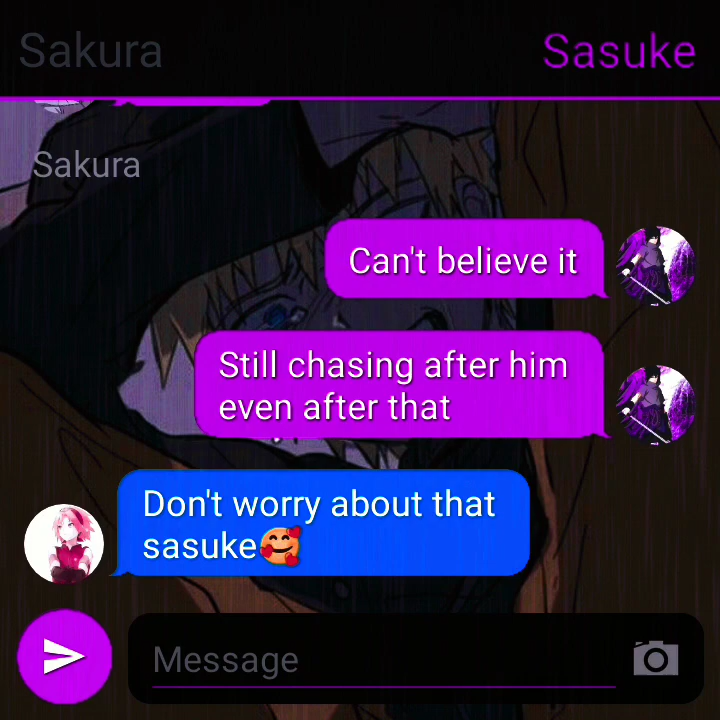 Sakura
Sasuke
Sakura
Can't believe it
Still chasing after him
even after that
Don't worry about that
sasuke🥰
Message